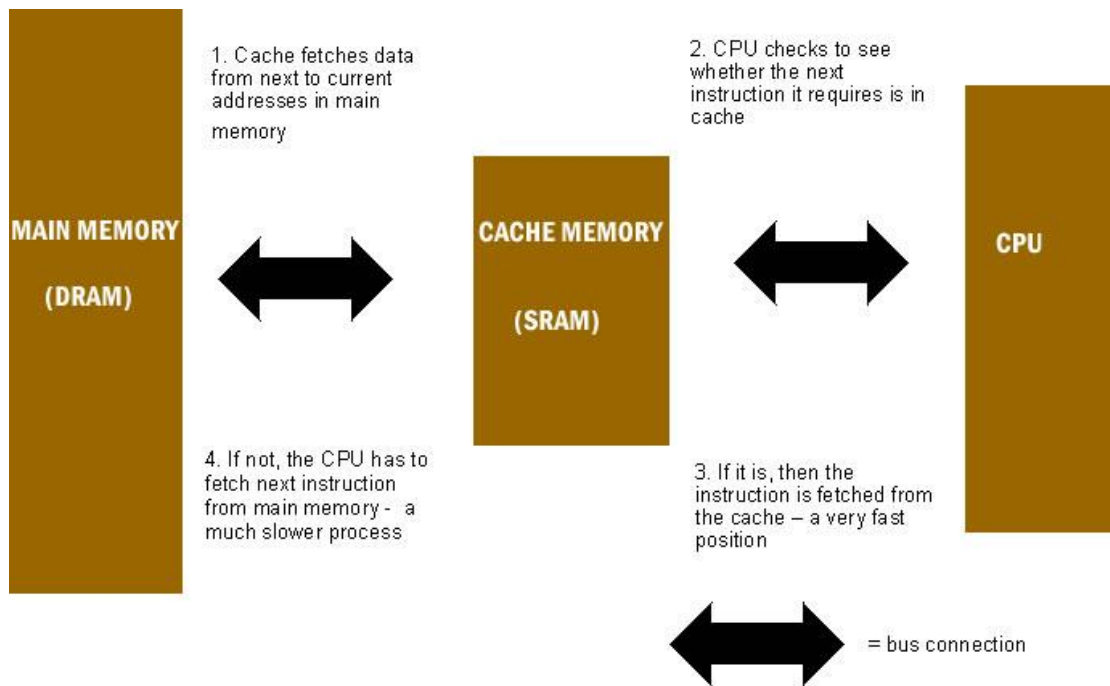 1. Cache fetches data
from next to current
addresses in main
memory
2. CPU checks to see
whether the next
instruction it requires is in
cache
MAIN MEMORY
(DRAM)
CACHE MEMORY
(SRAM)
CPU
4. If not, the CPU has to
fetch next instruction
from main memory - a
much slower process
3. If it is, then the
instruction is fetched from
the cache – a very fast
position
= bus connection